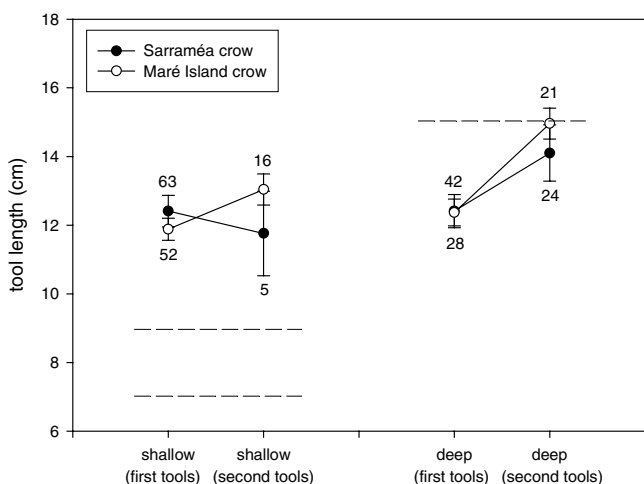 18
16
14
12
10
8
6
tool length (cm)
Sarraméa crow
Maré Island crow
63
52
16
5
42
28
21
24
shallow
(first tools)
shallow
(second tools)
deep
(first tools)
deep
(second tools)